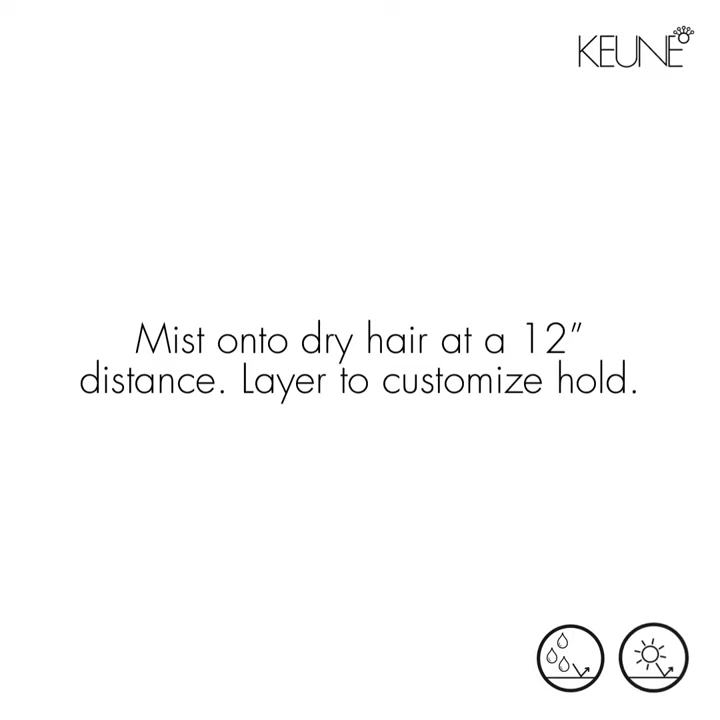 KEUNE
Mist onto dry hair at a 12”
distance. Layer to customize hold.